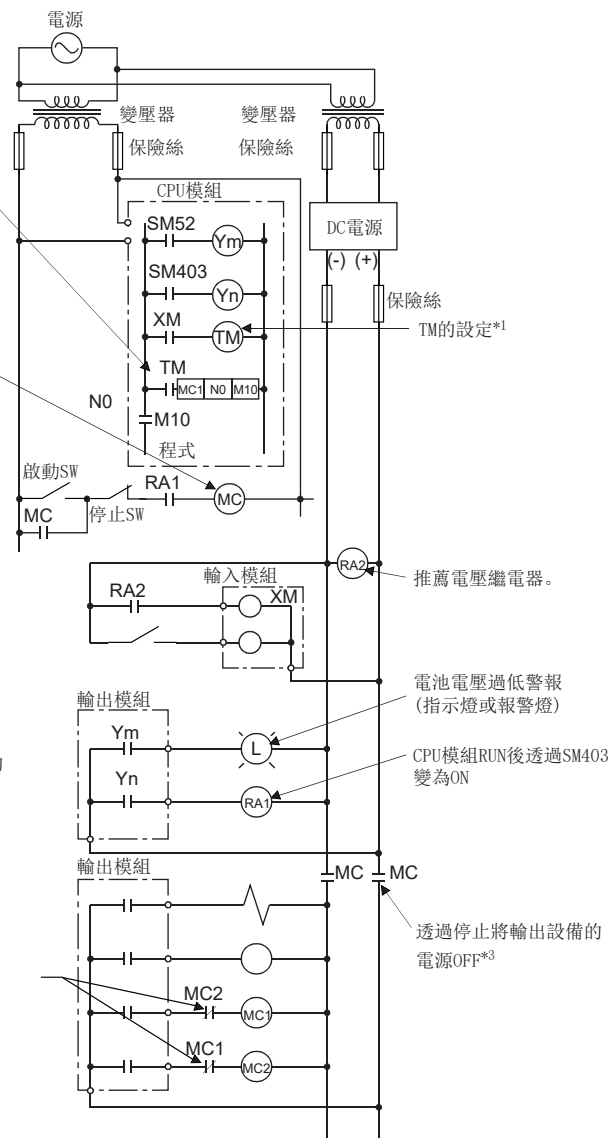 電源
變壓器
變壓器
保險絲
保險絲
CPU模組
SM52
Ym
DC電源
(-) (+)
SM403
Yn
保險絲
XM
TM
TM的設定*1
TM
MC1 N0 M10
N0
M10
程式
啟動SW
停止SW
RA1
MC
MC
RA2
推薦電壓繼電器。
輸入模組
RA2
XM
電池電壓過低警報
(指示燈或報警燈)
輸出模組
Ym
L
CPU模組RUN後透過SM403
變為ON
Yn
RA1
MC
MC
輸出模組
透過停止將輸出設備的
電源OFF*3
MC2
MC1
MC1
MC2